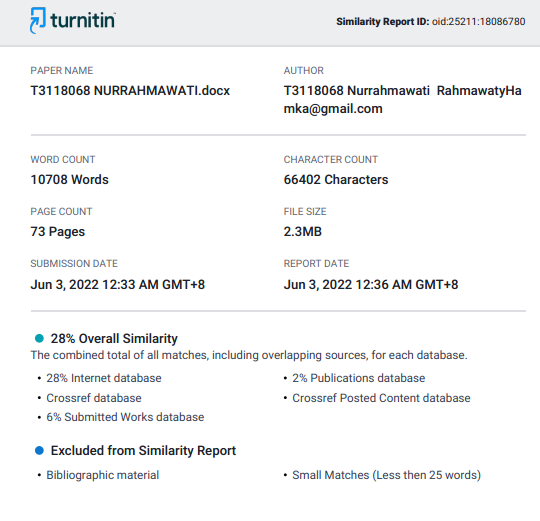 turnitin™
Similarity Report ID: oid:25211:18086780
PAPER NAME
T3118068 NURRAHMAWATI.docx
AUTHOR
T3118068 Nurrahmawati RahmawatyHa
mka@gmail.com
WORD COUNT
10708 Words
CHARACTER COUNT
66402 Characters
PAGE COUNT
73 Pages
FILE SIZE
2.3MB
SUBMISSION DATE
Jun 3, 2022 12:33 AM GMT+8
REPORT DATE
Jun 3, 2022 12:36 AM GMT+8
● 28% Overall Similarity
The combined total of all matches, including overlapping sources, for each database.
• 28% Internet database
• 2% Publications database
• Crossref database
• Crossref Posted Content database
• 6% Submitted Works database
● Excluded from Similarity Report
• Bibliographic material
• Small Matches (Less then 25 words)